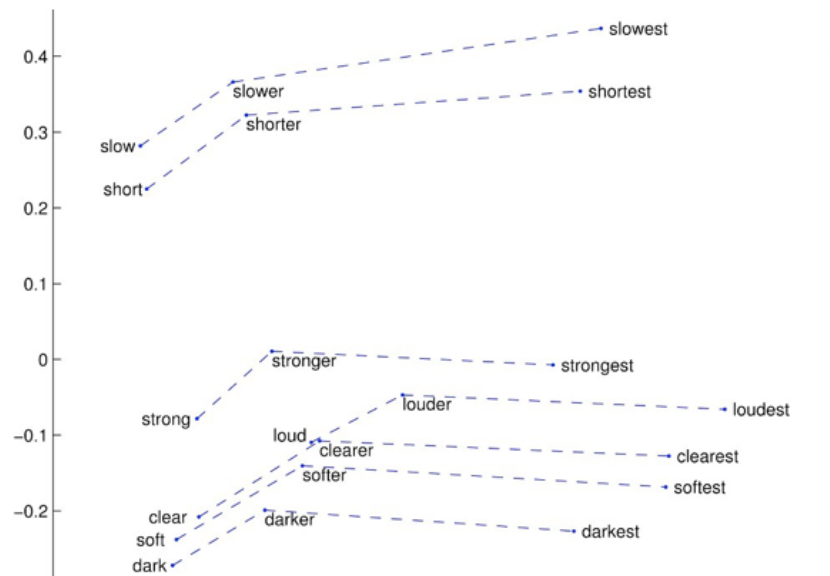 slowest
0.4
slower
shortest
shorter
0.3
slow
short
0.2
0.1
0
stronger
strongest
louder
loudest
strong
−0.1
loud
clearer
clearest
softer
softest
−0.2
clear
darker
darkest
soft
dark